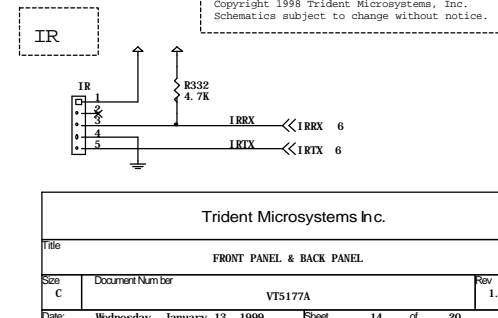 Copyright 1998 Trident Microsystems, Inc.
Schematics subject to change without notice.
IR
IR
R332
4.7K
1
2
3
4
5
IRRX
IRRX 6
IRTX
IRTX 6
Trident Microsystems Inc.
Title
FRONT PANEL & BACK PANEL
Size
C
Document Number
VT5177A
Rev
1.
Date:
Wednesday, January 13, 1999
Sheet
14 of 20